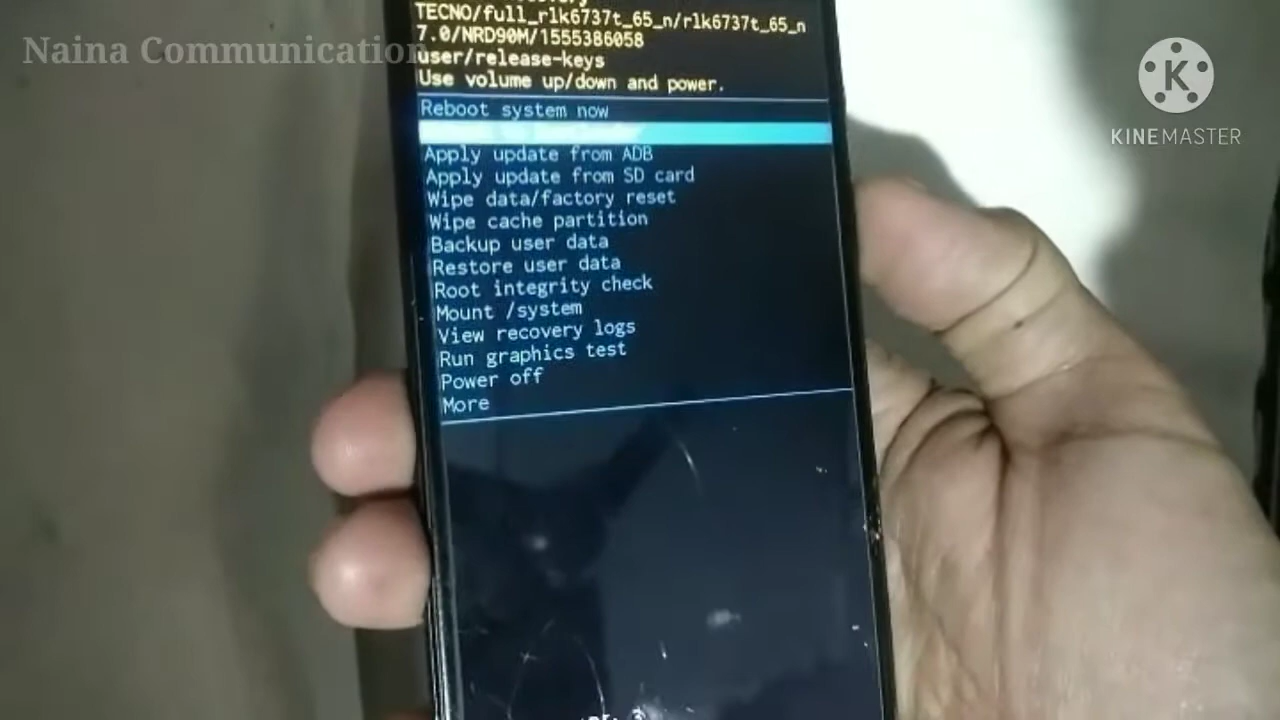 Naina Communication
TECNO/full_rlk6737t_65_n/rlk6737t_65_n
7.0/NRD90M/1555386058
user/release-keys
Use volume up/down and power.
Reboot system now
Apply update from ADB
Apply update from SD card
Wipe data/factory reset
Wipe cache partition
Backup user data
Restore user data
Root integrity check
Mount /system
View recovery logs
Run graphics test
Power off
More
K
KINEMASTER